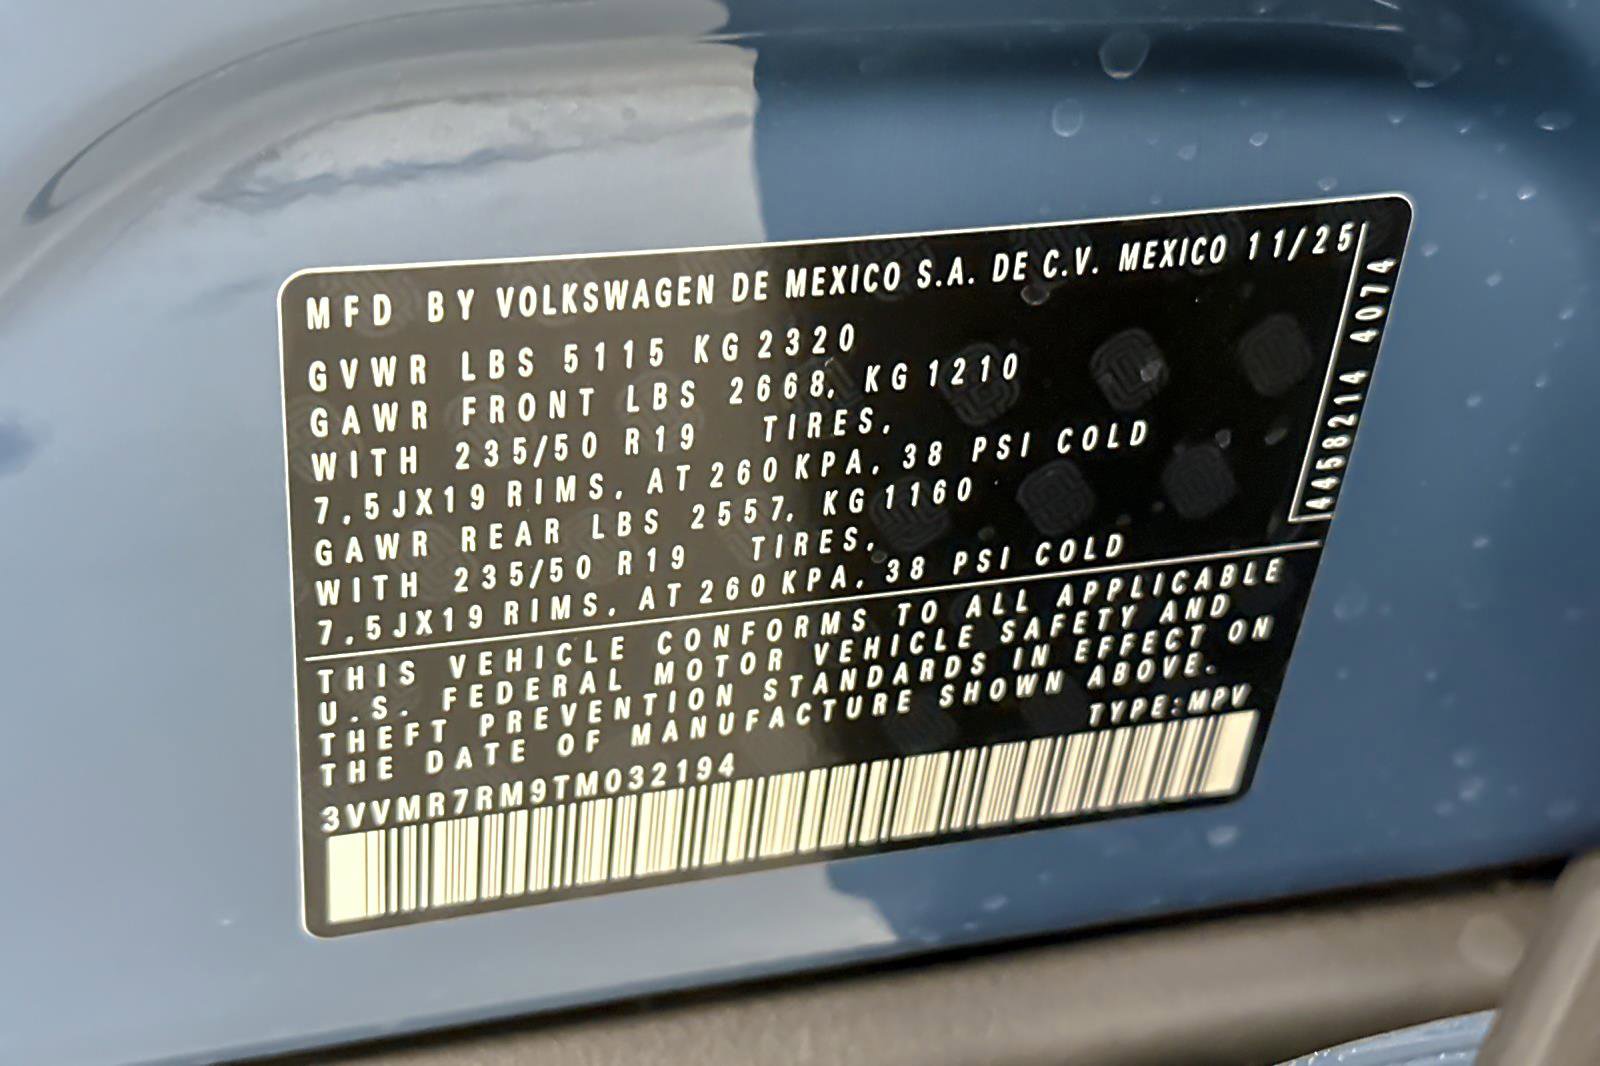 MFD BY VOLKSWAGEN DE MEXICO S.A. DE C.V. MEXICO 11/25
GVWR LBS 5115 KG 2320
GAWR FRONT LBS 2668, KG 1210
WITH 235/50 R19 TIRES,
7,5JX19 RIMS, AT 260 KPA, 38 PSI COLD
GAWR REAR LBS 2557, KG 1160
WITH 235/50 R19 TIRES,
7,5JX19 RIMS, AT 260 KPA, 38 PSI COLD
4458214 4074
THIS VEHICLE CONFORMS TO ALL APPLICABLE
U.S. FEDERAL MOTOR VEHICLE SAFETY AND
THEFT PREVENTION STANDARDS IN EFFECT ON
THE DATE OF MANUFACTURE SHOWN ABOVE.
TYPE:MPV
3VVMR7RM9TM032194